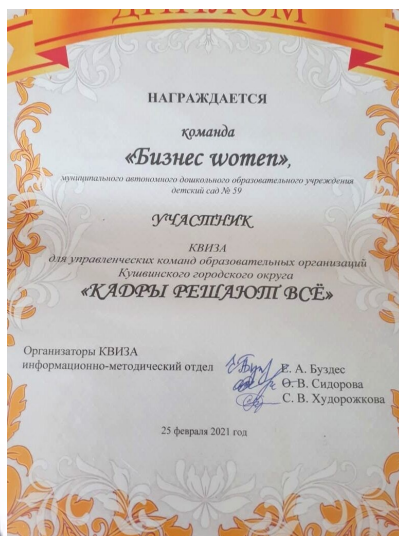 ДИПЛОМ
НАГРАЖДАЕТСЯ
команда
«Бизнес women»,
муниципального автономного дошкольного образовательного учреждения
детский сад № 59
УЧАСТНИК
КВИЗА
для управленческих команд образовательных организаций
Кушвинского городского округа
«КАДРЫ РЕШАЮТ ВСЁ»
Организаторы КВИЗА
информационно-методический отдел Е. А. Буздес
О. В. Сидорова
С. В. Худорожкова
25 февраля 2021 год